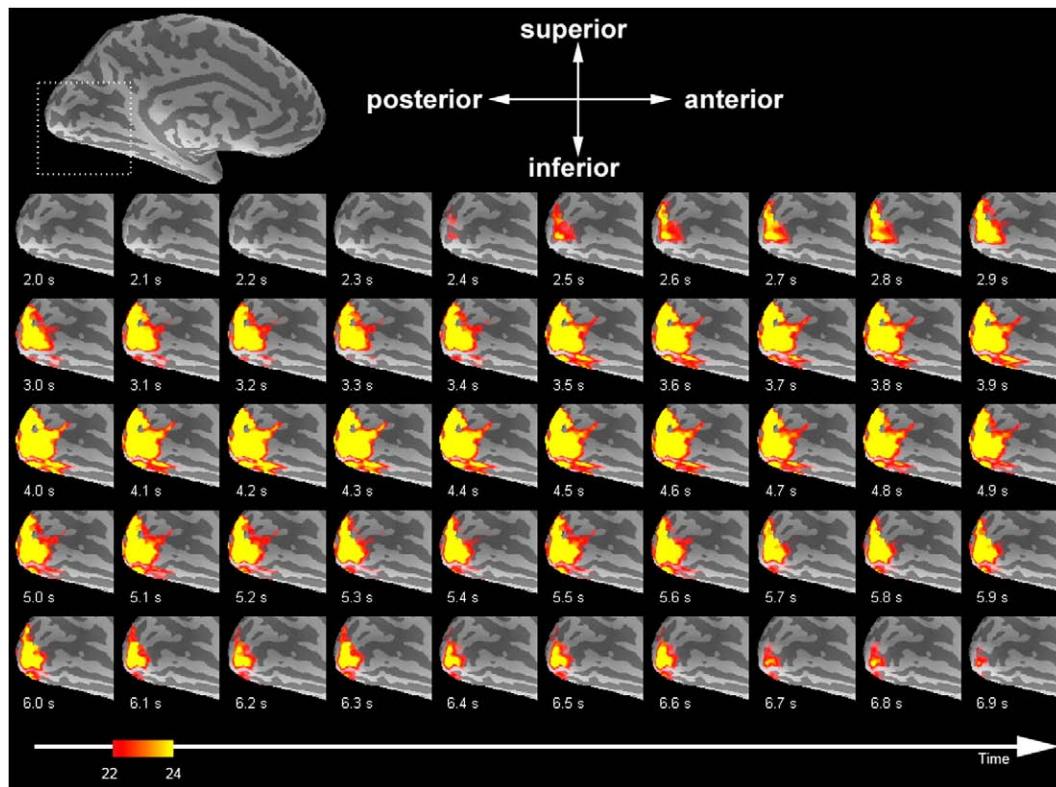 superior
posterior anterior
inferior
2.0 s 2.1 s 2.2 s 2.3 s 2.4 s 2.5 s 2.6 s 2.7 s 2.8 s 2.9 s
3.0 s 3.1 s 3.2 s 3.3 s 3.4 s 3.5 s 3.6 s 3.7 s 3.8 s 3.9 s
4.0 s 4.1 s 4.2 s 4.3 s 4.4 s 4.5 s 4.6 s 4.7 s 4.8 s 4.9 s
5.0 s 5.1 s 5.2 s 5.3 s 5.4 s 5.5 s 5.6 s 5.7 s 5.8 s 5.9 s
6.0 s 6.1 s 6.2 s 6.3 s 6.4 s 6.5 s 6.6 s 6.7 s 6.8 s 6.9 s
Time
22 24